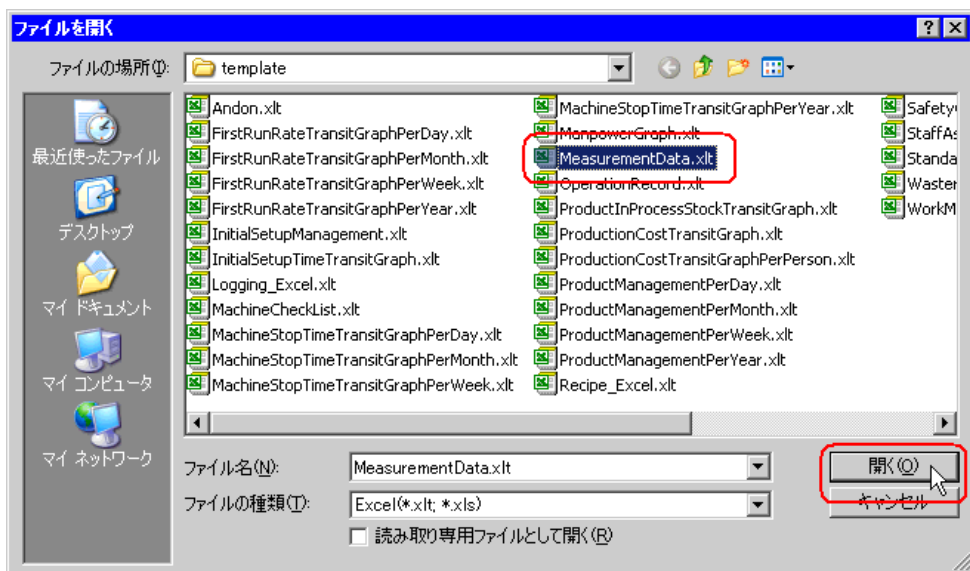 ファイルを開く
ファイルの場所(I):
template
最近使ったファイル
デスクトップ
マイ ドキュメント
マイ コンピュータ
マイ ネットワーク
Andon.xlt
FirstRunRateTransitGraphPerDay.xlt
FirstRunRateTransitGraphPerMonth.xlt
FirstRunRateTransitGraphPerWeek.xlt
FirstRunRateTransitGraphPerYear.xlt
InitialSetupManagement.xlt
InitialSetupTimeTransitGraph.xlt
Logging_Excel.xlt
MachineCheckList.xlt
MachineStopTimeTransitGraphPerDay.xlt
MachineStopTimeTransitGraphPerMonth.xlt
MachineStopTimeTransitGraphPerWeek.xlt
MachineStopTimeTransitGraphPerYear.xlt
ManpowerGraph.xlt
MeasurementData.xlt
OperationRecord.xlt
ProductInProcessStockTransitGraph.xlt
ProductionCostTransitGraph.xlt
ProductionCostTransitGraphPerPerson.xlt
ProductManagementPerDay.xlt
ProductManagementPerMonth.xlt
ProductManagementPerWeek.xlt
ProductManagementPerYear.xlt
Recipe_Excel.xlt
Safety
StaffAs
Standa
Waster
WorkM
ファイル名(N):
MeasurementData.xlt
開く(O)
ファイルの種類(T):
Excel(*.xlt; *.xls)
キャンセル
読み取り専用ファイルとして開く(R)